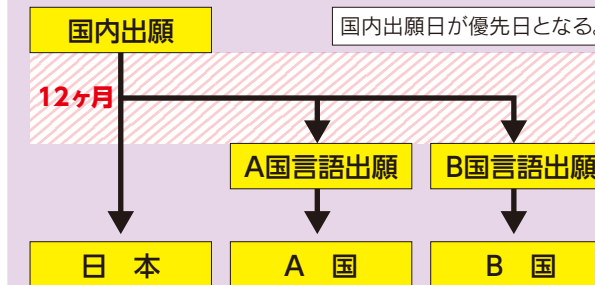 国内出願
国内出願日が優先日となる。
12ヶ月
A国言語出願
B国言語出願
日 本
A 国
B 国